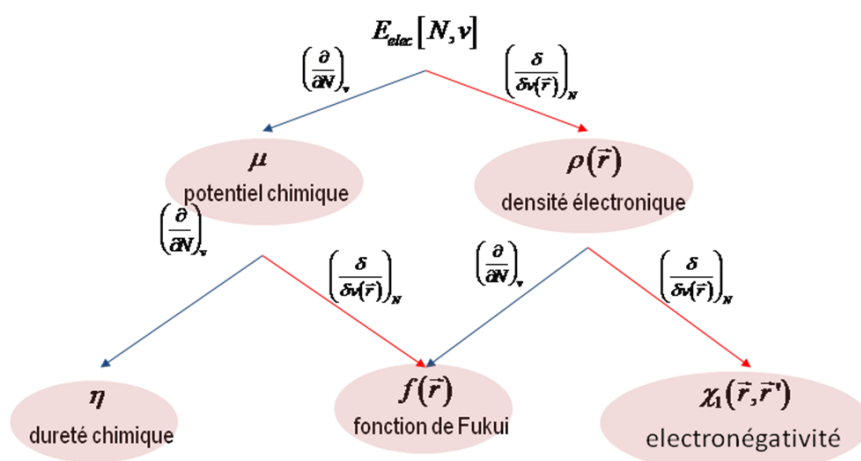 E_elec[N,v]
(∂/∂N)_v
(δ/δv(r⃗))_N
μ
potentiel chimique
ρ(r⃗)
densité électronique
(∂/∂N)_v
(δ/δv(r⃗))_N
(∂/∂N)_v
(δ/δv(r⃗))_N
η
dureté chimique
f(r⃗)
fonction de Fukui
χ₁(r⃗,r⃗')
electronégativité